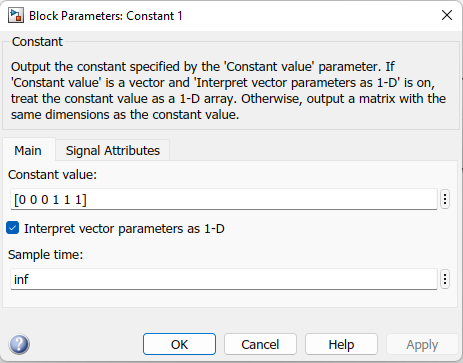 Block Parameters: Constant 1
Constant
Output the constant specified by the 'Constant value' parameter. If
'Constant value' is a vector and 'Interpret vector parameters as 1-D' is on,
treat the constant value as a 1-D array. Otherwise, output a matrix with the
same dimensions as the constant value.
Main
Signal Attributes
Constant value:
[0 0 0 1 1 1]
Interpret vector parameters as 1-D
Sample time:
inf
?
OK
Cancel
Help
Apply